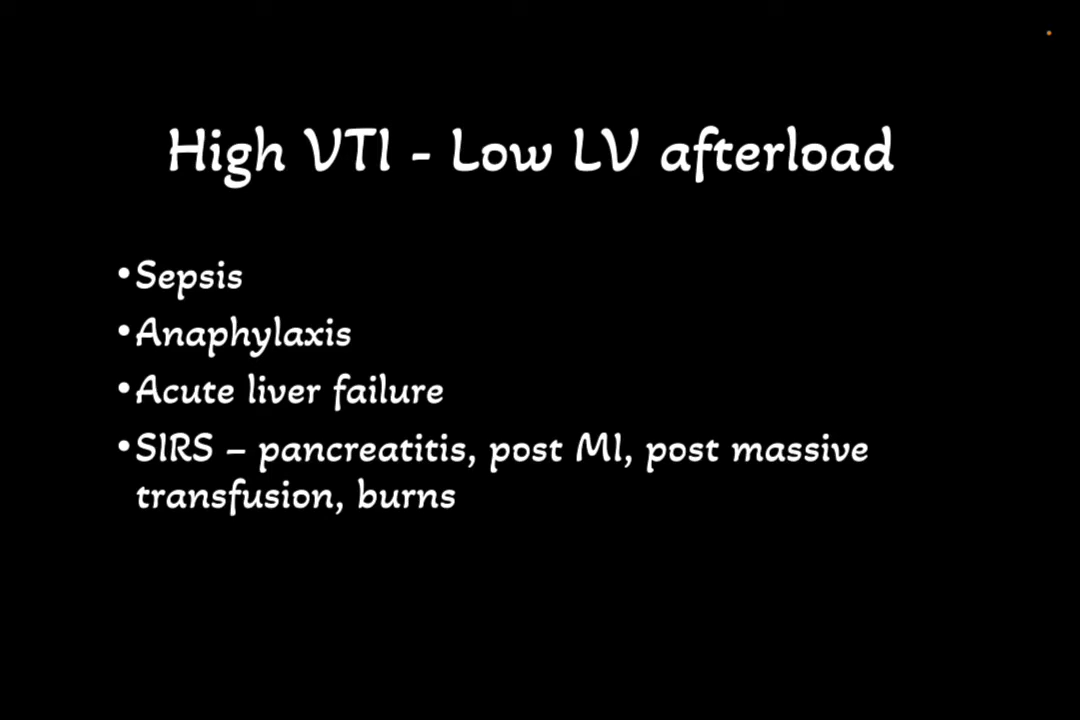 High VTI - Low LV afterload
•Sepsis
•Anaphylaxis
•Acute liver failure
•SIRS – pancreatitis, post MI, post massive
transfusion, burns